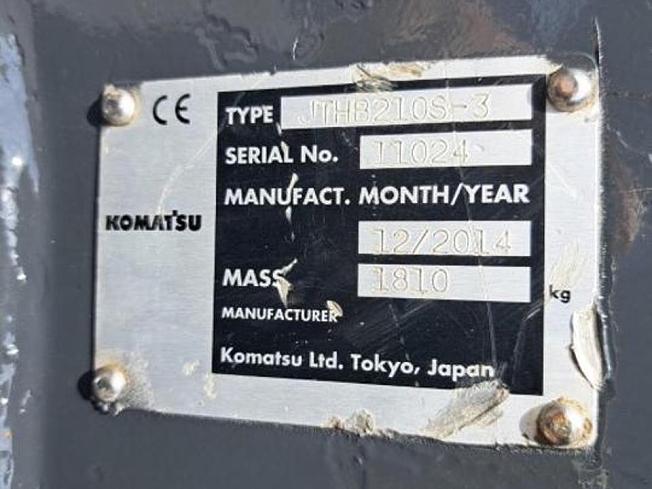 CE
TYPE JTHB210S-3
SERIAL No. 11024
MANUFACT. MONTH/YEAR
KOMATSU
12/2014
MASS 1810 kg
MANUFACTURER
Komatsu Ltd. Tokyo, Japan